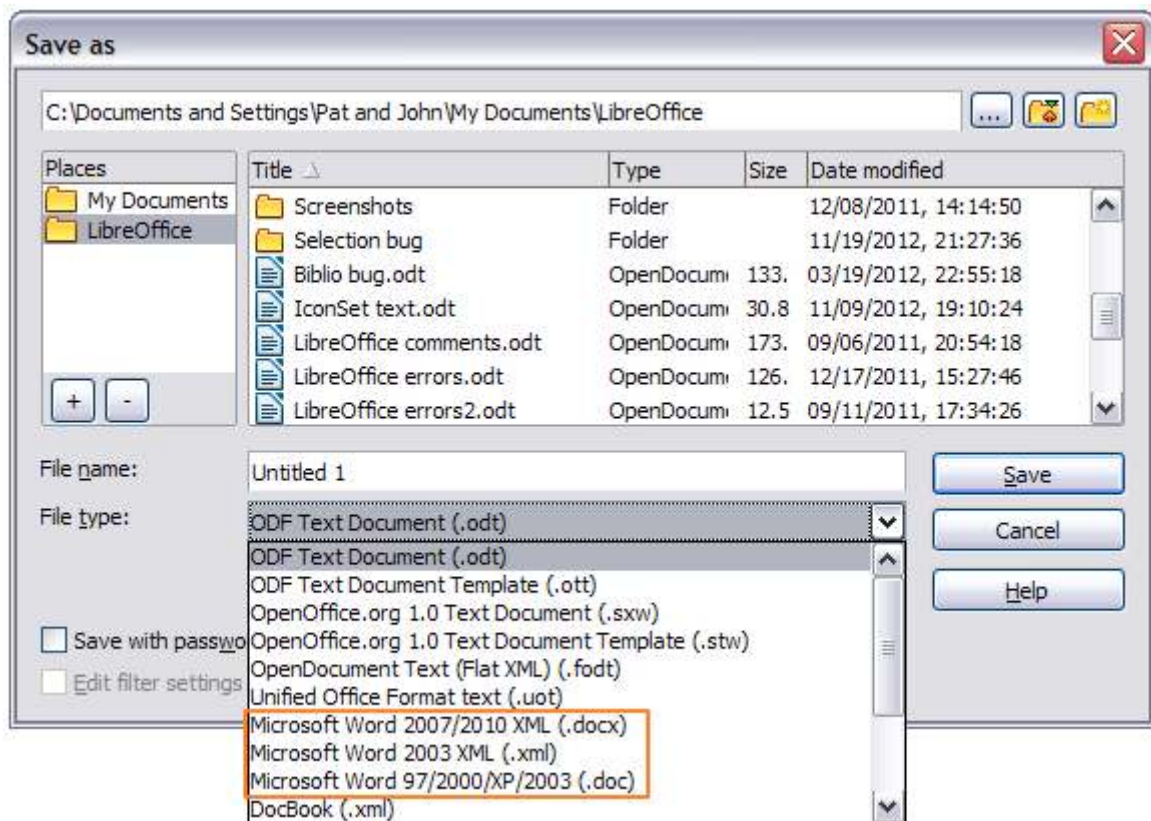 Save as
C:\Documents and Settings\Pat and John\My Documents\LibreOffice ...
Places
My Documents
LibreOffice
+ -
Title Type Size Date modified
Screenshots Folder 12/08/2011, 14:14:50
Selection bug Folder 11/19/2012, 21:27:36
Biblio bug.odt OpenDocum 133. 03/19/2012, 22:55:18
IconSet text.odt OpenDocum 30.8 11/09/2012, 19:10:24
LibreOffice comments.odt OpenDocum 173. 09/06/2011, 20:54:18
LibreOffice errors.odt OpenDocum 126. 12/17/2011, 15:27:46
LibreOffice errors2.odt OpenDocum 12.5 09/11/2011, 17:34:26
File name: Untitled 1 Save
File type: ODF Text Document (.odt) Cancel
Help
ODF Text Document (.odt)
ODF Text Document Template (.ott)
OpenOffice.org 1.0 Text Document (.sxw)
OpenOffice.org 1.0 Text Document Template (.stw)
OpenDocument Text (Flat XML) (.fodt)
Unified Office Format text (.uot)
Microsoft Word 2007/2010 XML (.docx)
Microsoft Word 2003 XML (.xml)
Microsoft Word 97/2000/XP/2003 (.doc)
DocBook (.xml)
Save with passwo
Edit filter settings